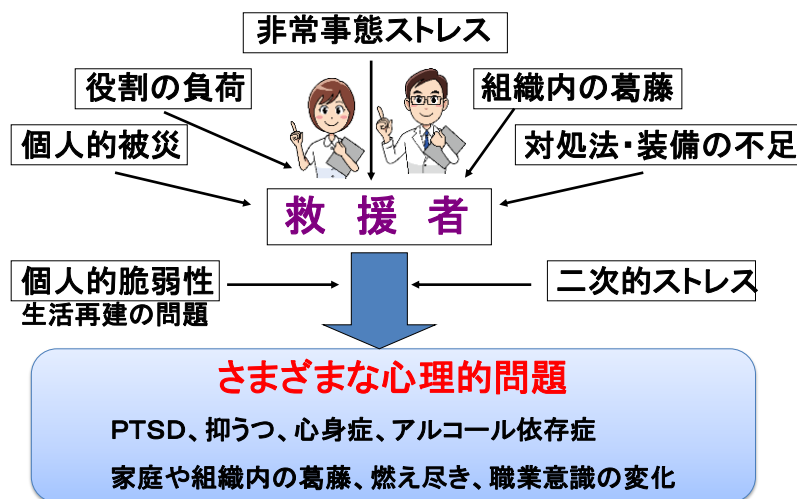 非常事態ストレス
役割の負荷
組織内の葛藤
個人的被災
対処法・装備の不足
救 援 者
個人的脆弱性
二次的ストレス
生活再建の問題
さまざまな心理的問題
PTSD、抑うつ、心身症、アルコール依存症
家庭や組織内の葛藤、燃え尽き、職業意識の変化